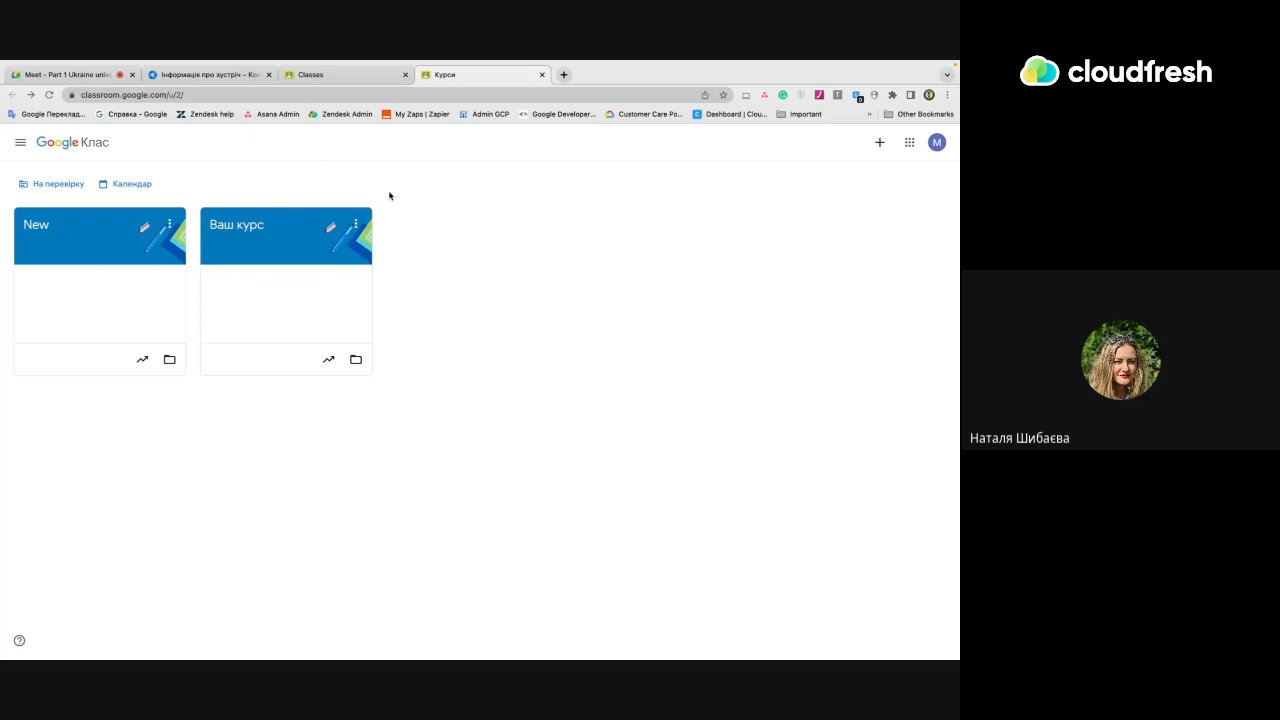 cloudfresh
Meet - Part 1 Ukraine unive
Інформація про зустріч – Ко
Classes
Курси
classroom.google.com/u/2/
Google Переклад...
Справка - Google
Zendesk help
Asana Admin
Zendesk Admin
My Zaps | Zapier
Admin GCP
Google Developer...
Customer Care Po...
Dashboard | Clou...
Important
»
Other Bookmarks
Google Клас
M
На перевірку
Календар
New
Ваш курс
Наталя Шибаєва